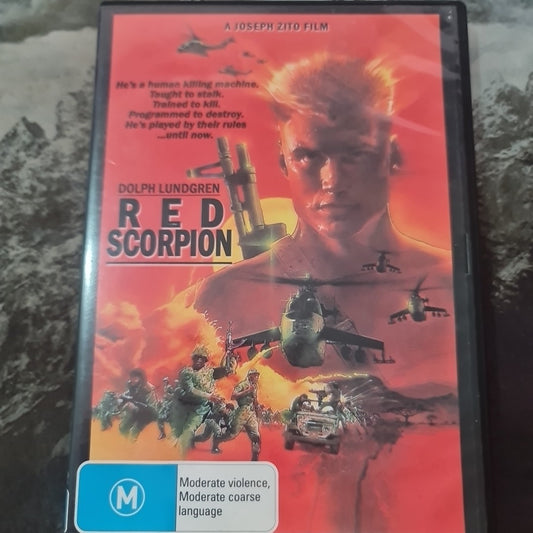 A JOSEPH ZITO FILM
He's a human killing machine.
Taught to stalk.
Trained to kill.
Programmed to destroy.
He's played by their rules
...until now.
DOLPH LUNDGREN
RED
SCORPION
M
Moderate violence,
Moderate coarse
language